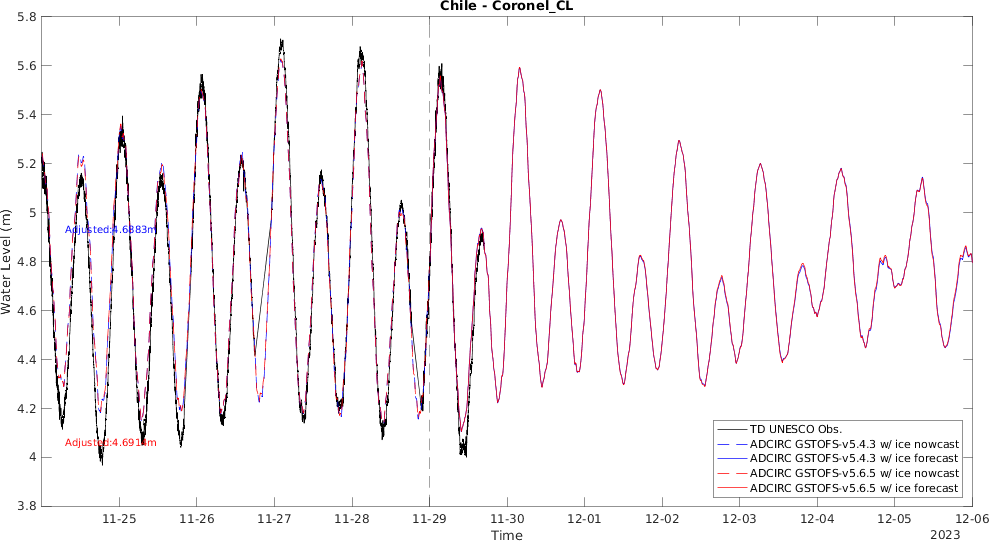 Chile - Coronel_CL
5.8
5.6
5.4
5.2
5
4.8
4.6
4.4
4.2
4
3.8
Water Level (m)
Adjusted:4.6383m
Adjusted:4.6914m
TD UNESCO Obs.
ADCIRC GSTOFS-v5.4.3 w/ ice nowcast
ADCIRC GSTOFS-v5.4.3 w/ ice forecast
ADCIRC GSTOFS-v5.6.5 w/ ice nowcast
ADCIRC GSTOFS-v5.6.5 w/ ice forecast
11-25 11-26 11-27 11-28 11-29 11-30 12-01 12-02 12-03 12-04 12-05 12-06
Time
2023